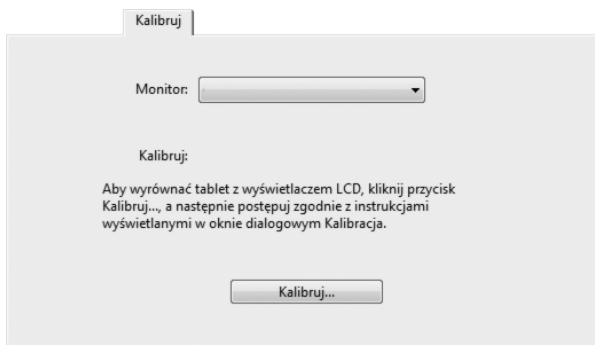 Kalibruj
Monitor:
Kalibruj:
Aby wyrównać tablet z wyświetlaczem LCD, kliknij przycisk
Kalibruj..., a następnie postępuj zgodnie z instrukcjami
wyświetlanymi w oknie dialogowym Kalibracja.
Kalibruj...